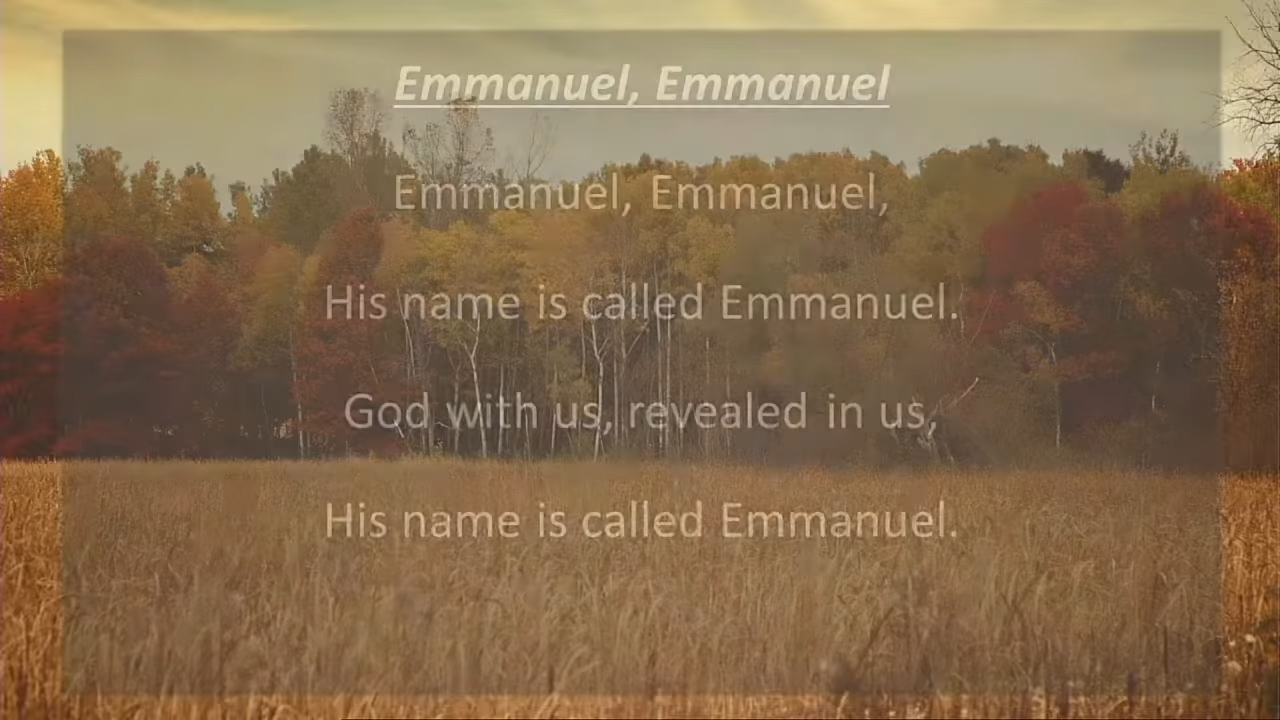 Emmanuel, Emmanuel
Emmanuel, Emmanuel,
His name is called Emmanuel.
God with us, revealed in us,
His name is called Emmanuel.